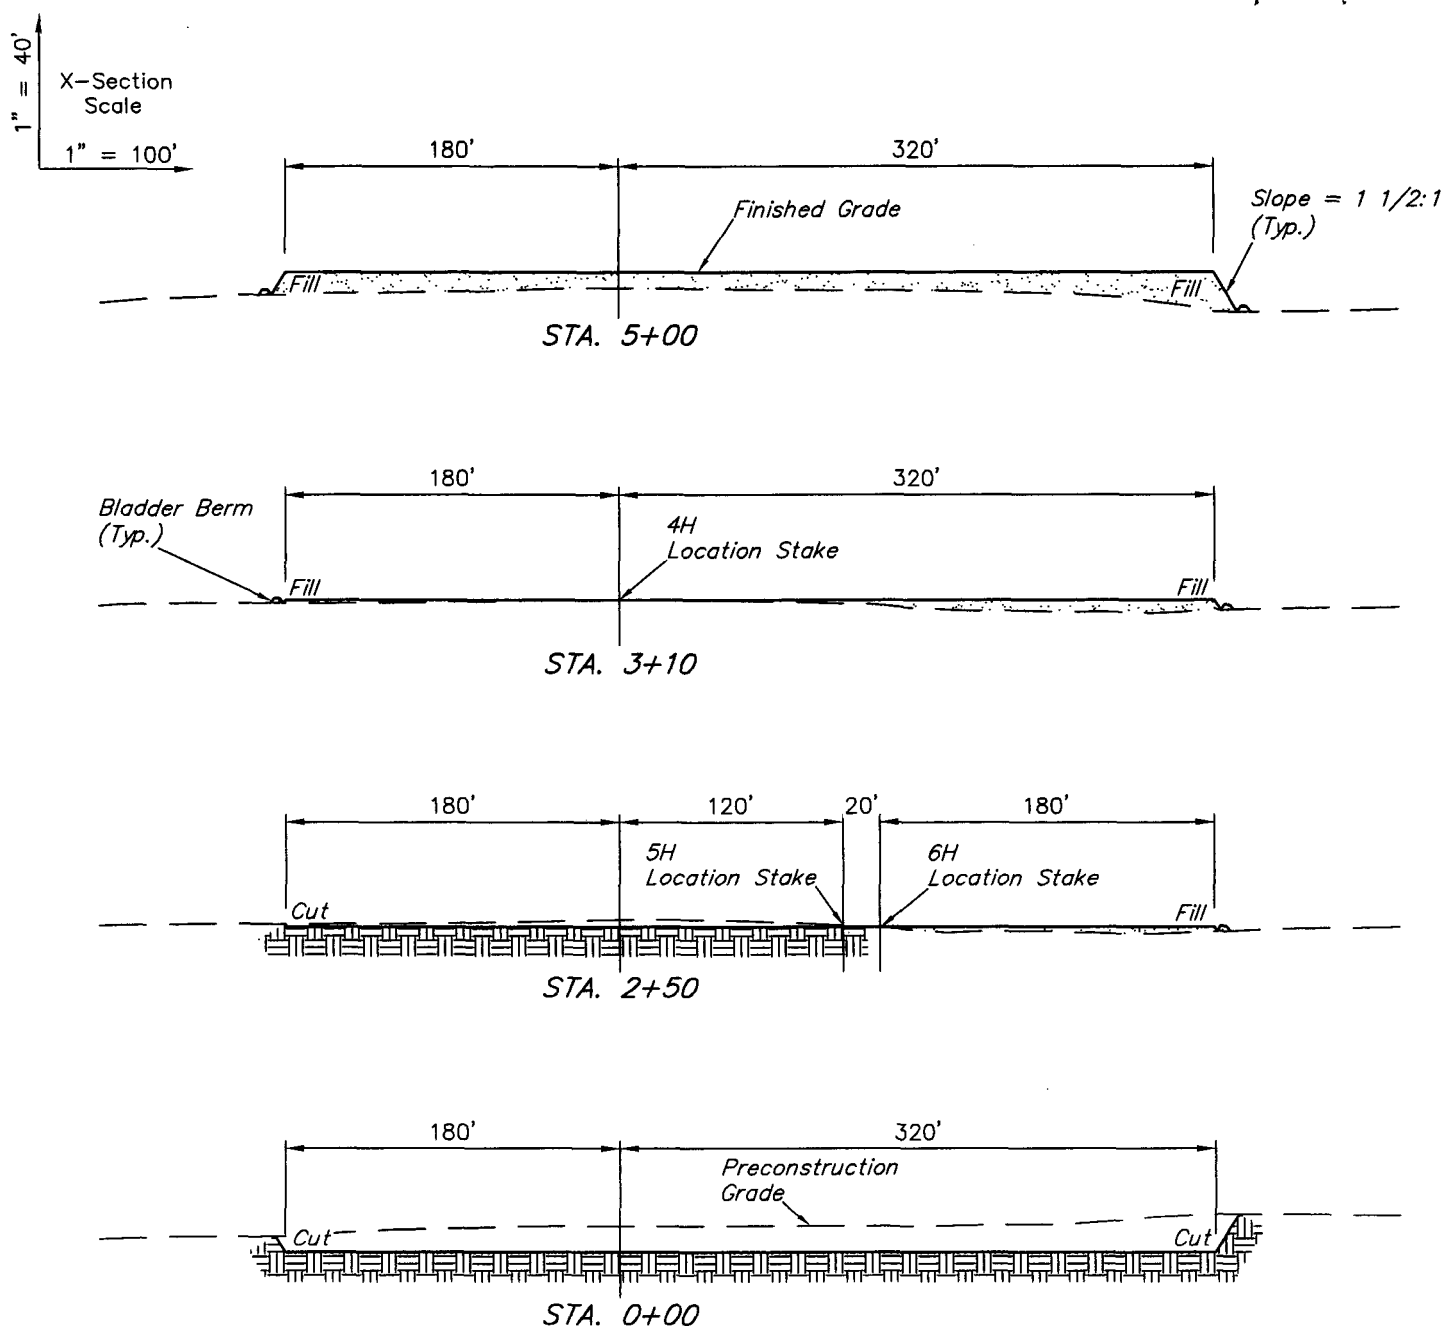 1" = 40'
X-Section
Scale
1" = 100'
180'
320'
Finished Grade
Slope = 1 1/2:1
(Typ.)
Fill
Fill
STA. 5+00
180'
320'
Bladder Berm
(Typ.)
4H
Location Stake
Fill
Fill
STA. 3+10
180'
120'
20'
180'
5H
Location Stake
6H
Location Stake
Cut
Fill
STA. 2+50
180'
320'
Preconstruction
Grade
Cut
Cut
STA. 0+00